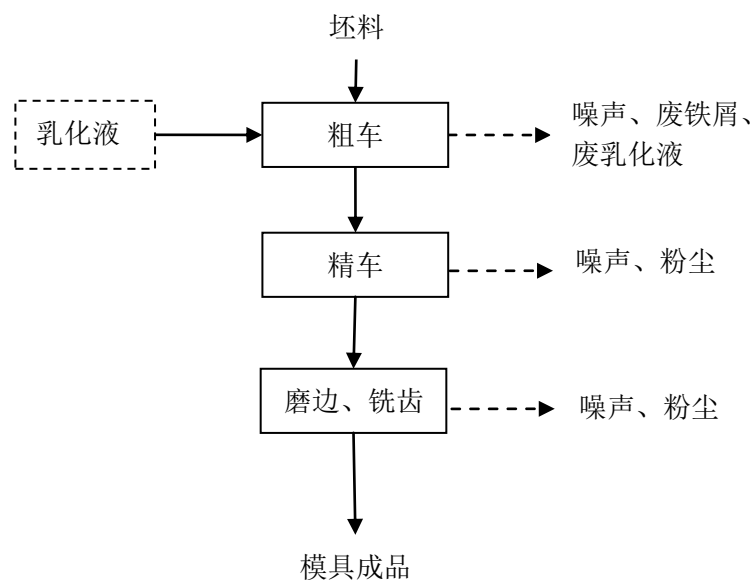 坯料
乳化液
粗车
噪声、废铁屑、
废乳化液
精车
噪声、粉尘
磨边、铣齿
噪声、粉尘
模具成品